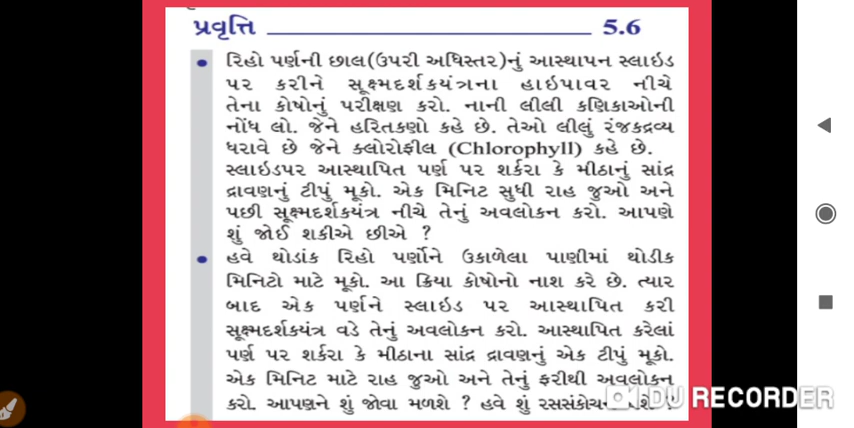 પ્રવૃત્તિ 5.6
• રિહો પર્ણની છાલ(ઉપરી અધિસ્તર)નું આસ્થાપન સ્લાઇડ
પર કરીને સૂક્ષ્મદર્શકયંત્રના હાઇપાવર નીચે
તેના કોષોનું પરીક્ષણ કરો. નાની લીલી કણિકાઓની
નોંધ લો. જેને હરિતકણો કહે છે. તેઓ લીલું રંજકદ્રવ્ય
ધરાવે છે જેને ક્લોરોફીલ (Chlorophyll) કહે છે.
સ્લાઇડપર આસ્થાપિત પર્ણ પર શર્કરા કે મીઠાનું સાંદ્ર
દ્રાવણનું ટીપું મૂકો. એક મિનિટ સુધી રાહ જુઓ અને
પછી સૂક્ષ્મદર્શકયંત્ર નીચે તેનું અવલોકન કરો. આપણે
શું જોઈ શકીએ છીએ ?
• હવે થોડાંક રિહો પર્ણોને ઉકાળેલા પાણીમાં થોડીક
મિનિટો માટે મૂકો. આ ક્રિયા કોષોનો નાશ કરે છે. ત્યાર
બાદ એક પર્ણને સ્લાઇડ પર આસ્થાપિત કરી
સૂક્ષ્મદર્શકયંત્ર વડે તેનું અવલોકન કરો. આસ્થાપિત કરેલાં
પર્ણ પર શર્કરા કે મીઠાના સાંદ્ર દ્રાવણનું એક ટીપું મૂકો.
એક મિનિટ માટે રાહ જુઓ અને તેનું ફરીથી અવલોકન
કરો. આપણને શું જોવા મળશે ? હવે શું
DU RECORDER